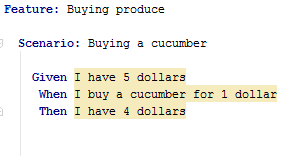 Feature: Buying produce
Scenario: Buying a cucumber
Given I have 5 dollars
When I buy a cucumber for 1 dollar
Then I have 4 dollars